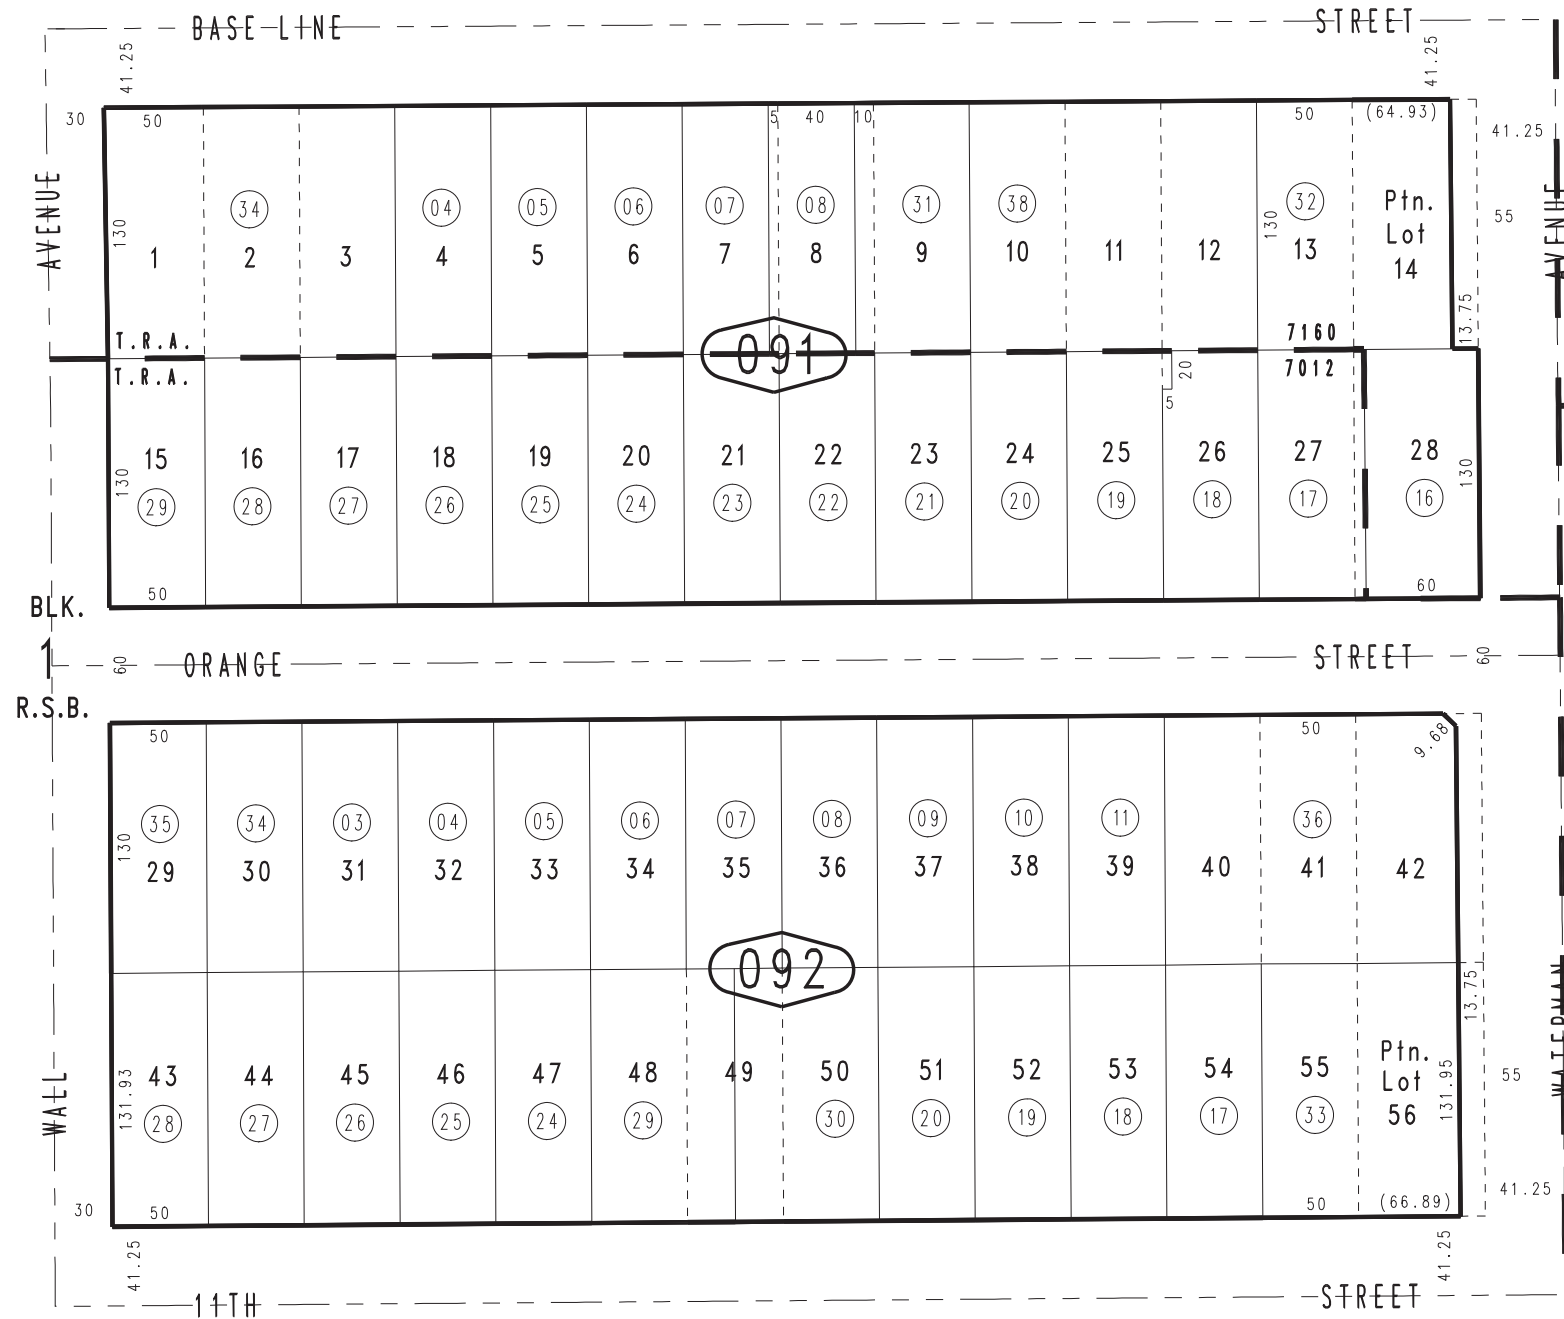 BASE LINE STREET
41.25 41.25
30 50 5 40 10 50 (64.93) 41.25
AVENUE 34 04 05 06 07 08 31 38 32 Ptn. 55
130 1 2 3 4 5 6 7 8 9 10 11 12 130 13 Lot
14
T.R.A. 7160 13.75
091
T.R.A. 7012
20
5
15 16 17 18 19 20 21 22 23 24 25 26 27 28
130 29 28 27 26 25 24 23 22 21 20 19 18 17 16 130
50 60
BLK.
1
60 ORANGE STREET 60
R.S.B.
50 50 9.68
35 34 03 04 05 06 07 08 09 10 11 36
130 29 30 31 32 33 34 35 36 37 38 39 40 41 42
092
13.75
WALL 131.93 43 44 45 46 47 48 49 50 51 52 53 54 55 Ptn. 131.95 55
Lot
28 27 26 25 24 29 30 20 19 18 17 33 56
30 50 50 (66.89) 41.25
41.25 41.25
11TH STREET